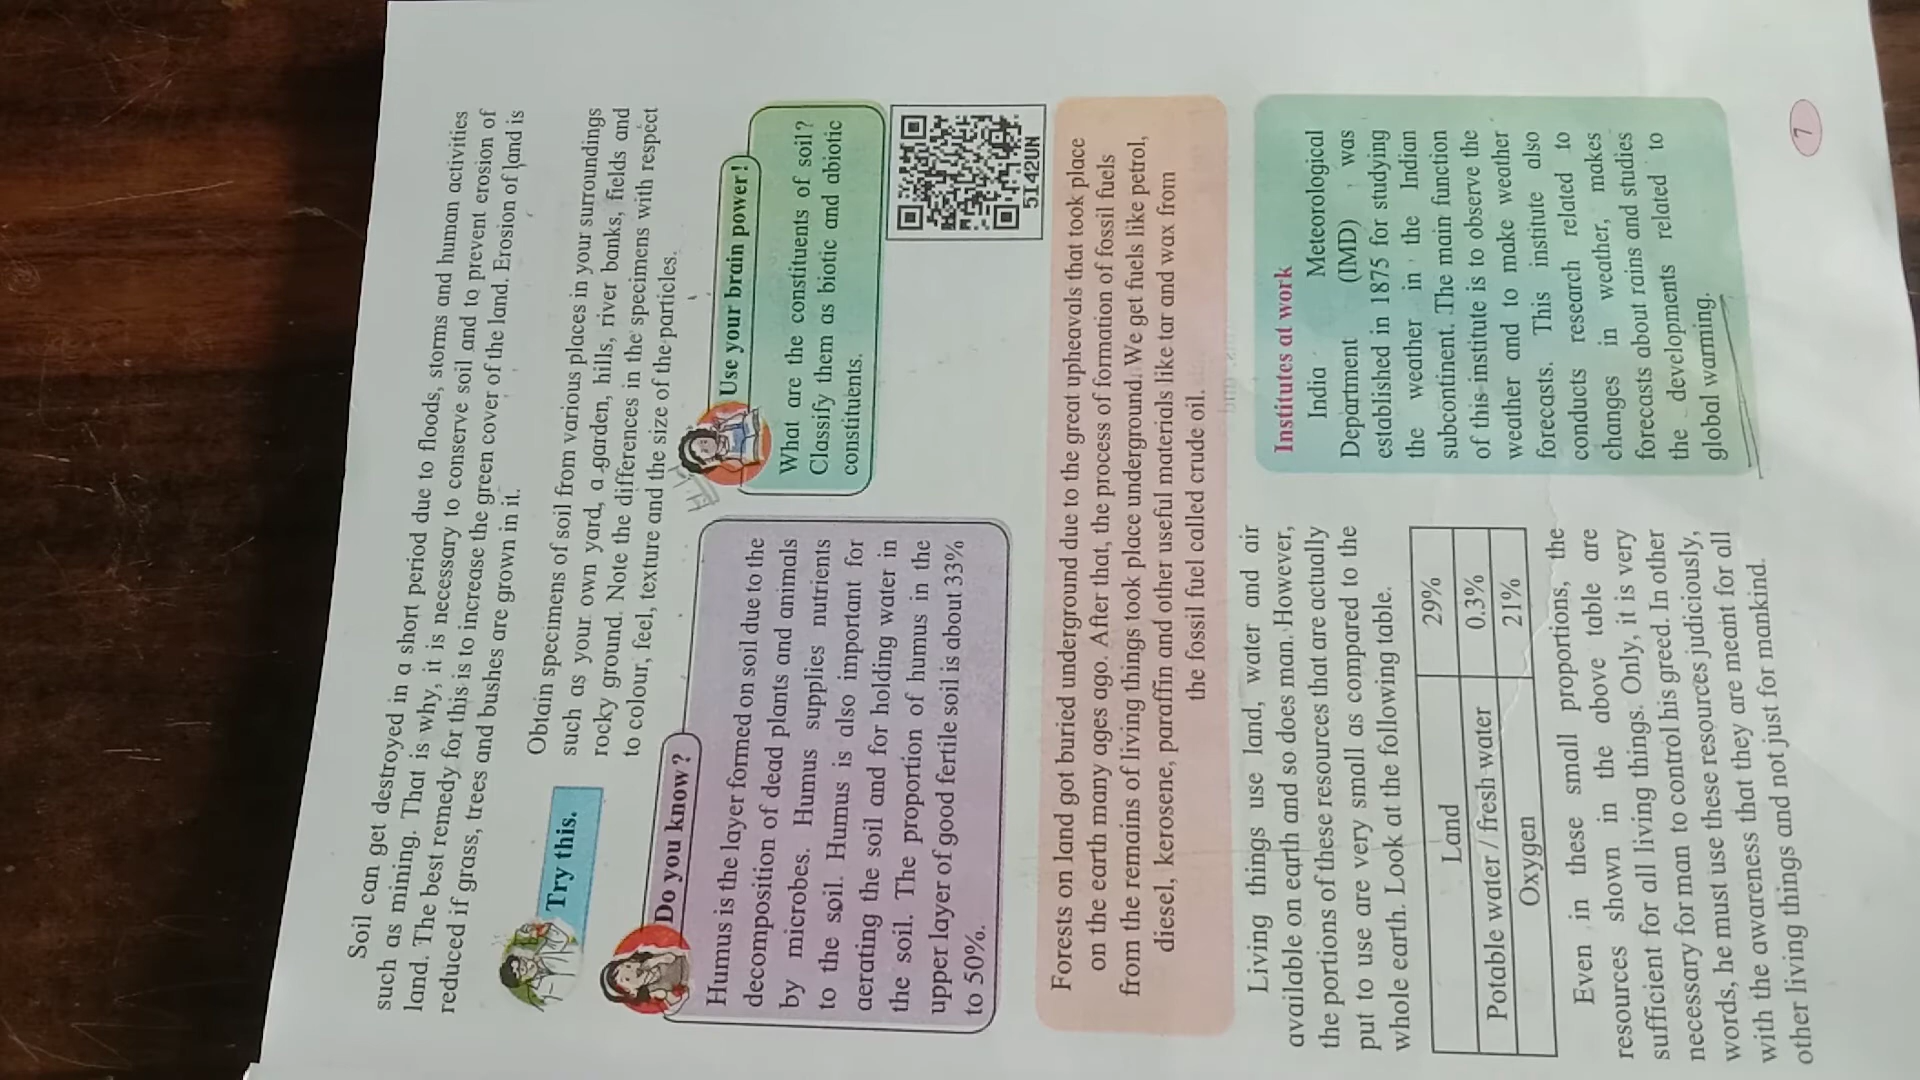 Soil can get destroyed in a short period due to floods, storms and human activities
such as mining. That is why, it is necessary to conserve soil and to prevent erosion of
land. The best remedy for this is to increase the green cover of the land. Erosion of land is
reduced if grass, trees and bushes are grown in it.
Try this.
Obtain specimens of soil from various places in your surroundings
such as your own yard, a garden, hills, river banks, fields and
rocky ground. Note the differences in the specimens with respect
to colour, feel, texture and the size of the particles.
Do you know?
Humus is the layer formed on soil due to the
decomposition of dead plants and animals
by microbes. Humus supplies nutrients
to the soil. Humus is also important for
aerating the soil and for holding water in
the soil. The proportion of humus in the
upper layer of good fertile soil is about 33%
to 50%.
Use your brain power!
What are the constituents of soil?
Classify them as biotic and abiotic
constituents.
5I42UN
Forests on land got buried underground due to the great upheavals that took place
on the earth many ages ago. After that, the process of formation of fossil fuels
from the remains of living things took place underground. We get fuels like petrol,
diesel, kerosene, paraffin and other useful materials like tar and wax from
the fossil fuel called crude oil.
Living things use land, water and air
available on earth and so does man. However,
the portions of these resources that are actually
put to use are very small as compared to the
whole earth. Look at the following table.
Land 29%
Potable water / fresh water 0.3%
Oxygen 21%
Even in these small proportions, the
resources shown in the above table are
sufficient for all living things. Only, it is very
necessary for man to control his greed. In other
words, he must use these resources judiciously,
with the awareness that they are meant for all
other living things and not just for mankind.
Institutes at work
India Meteorological
Department (IMD) was
established in 1875 for studying
the weather in the Indian
subcontinent. The main function
of this institute is to observe the
weather and to make weather
forecasts. This institute also
conducts research related to
changes in weather, makes
forecasts about rains and studies
the developments related to
global warming.
7